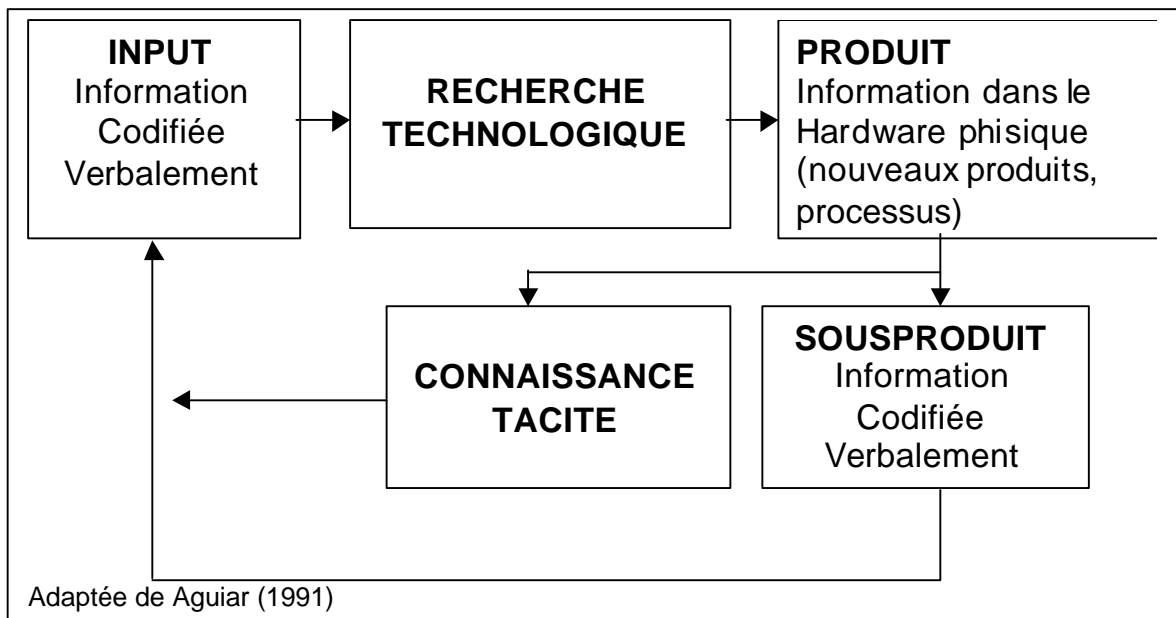 INPUT
Information
Codifiée
Verbalement
RECHERCHE
TECHNOLOGIQUE
PRODUIT
Information dans le
Hardware phisique
(nouveaux produits,
processus)
CONNAISSANCE
TACITE
SOUSPRODUIT
Information
Codifiée
Verbalement
Adaptée de Aguiar (1991)